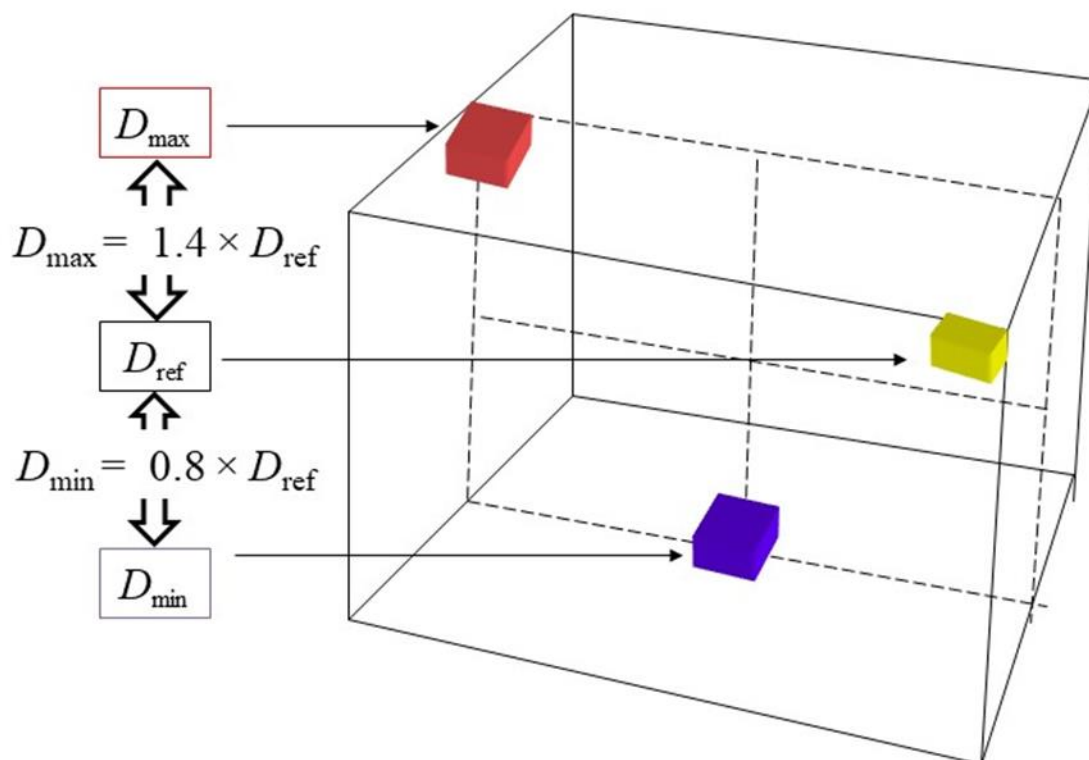 Dmax
Dmax = 1.4 × Dref
Dref
Dmin = 0.8 × Dref
Dmin